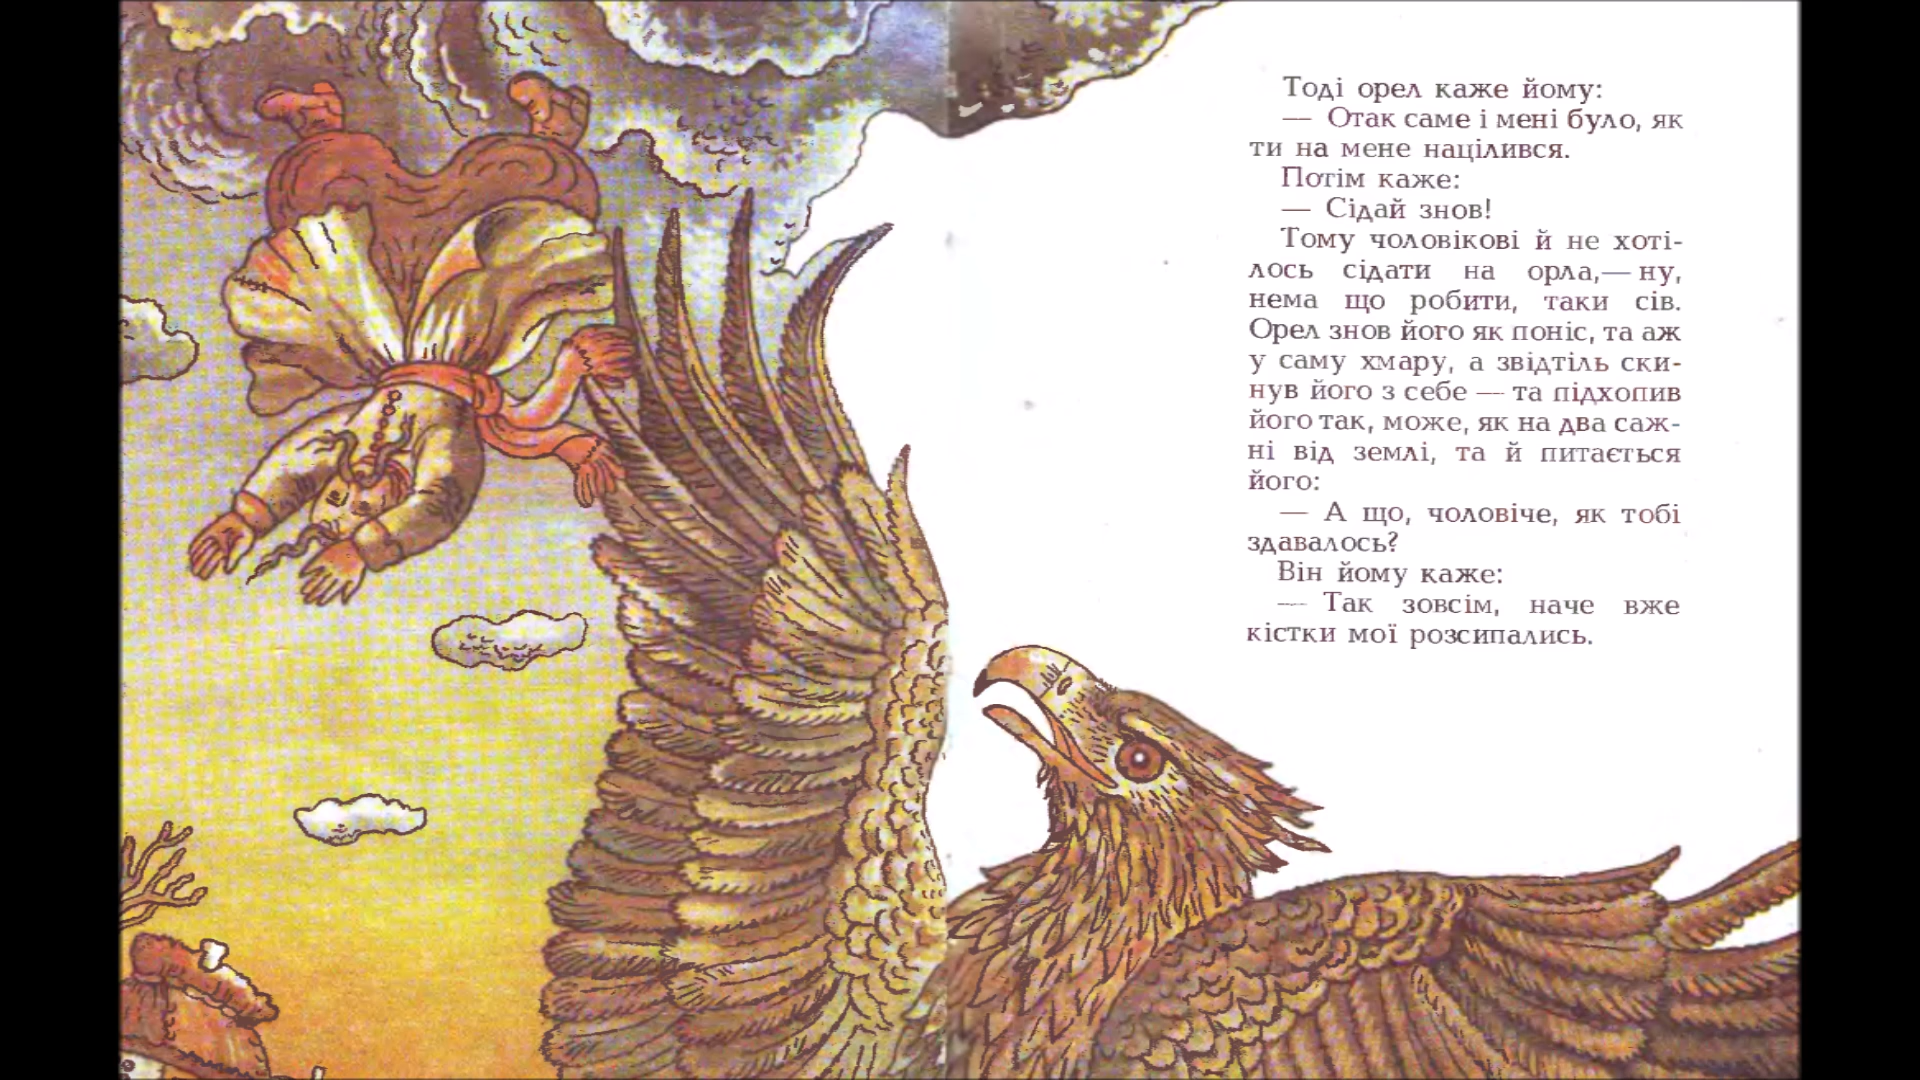 Тоді орел каже йому:
— Отак саме і мені було, як
ти на мене націлився.
Потім каже:
— Сідай знов!
Тому чоловікові й не хоті-
лось сідати на орла,— ну,
нема що робити, таки сів.
Орел знов його як поніс, та аж
у саму хмару, а звідтіль ски-
нув його з себе — та підхопив
його так, може, як на два саж-
ні від землі, та й питається
його:
— А що, чоловіче, як тобі
здавалось?
Він йому каже:
— Так зовсім, наче вже
кістки мої розсипались.